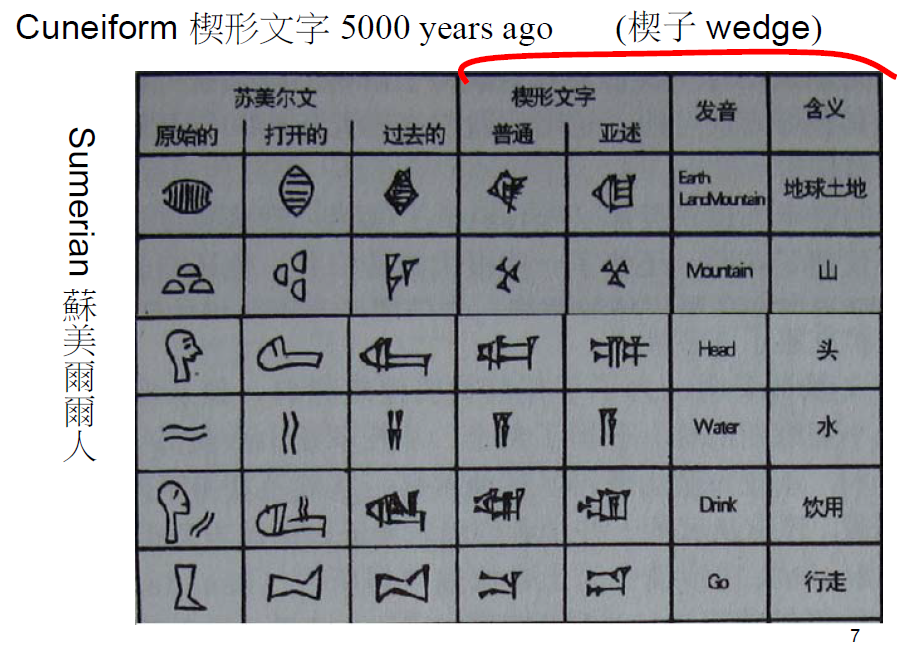 Cuneiform 楔形文字 5000 years ago (楔子 wedge)
Sumerian 蘇美爾爾人
苏美尔文 楔形文字 发音 含义
原始的 打开的 过去的 普通 亚述
Earth
LandMountain 地球土地
Mountain 山
Head 头
Water 水
Drink 饮用
Go 行走
7